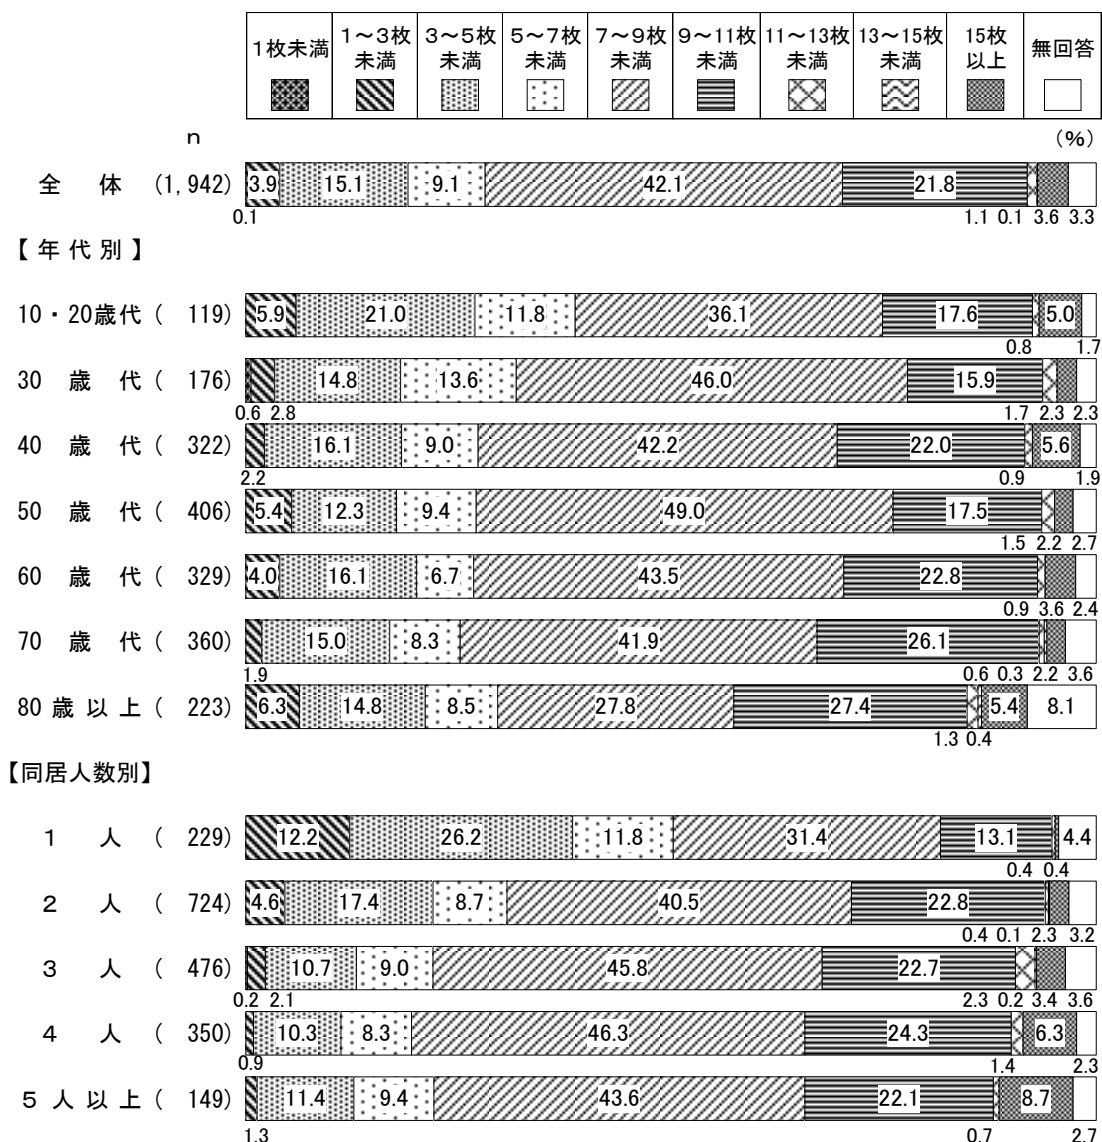 1枚未満 1～3枚未満 3～5枚未満 5～7枚未満 7～9枚未満 9～11枚未満 11～13枚未満 13～15枚未満 15枚以上 無回答
n (%)
全体 (1,942) 3.9 15.1 9.1 42.1 21.8
0.1 1.1 0.1 3.6 3.3
【年代別】
10・20歳代 ( 119) 5.9 21.0 11.8 36.1 17.6 5.0
0.8 1.7
30歳代 ( 176) 14.8 13.6 46.0 15.9
0.6 2.8 1.7 2.3 2.3
40歳代 ( 322) 16.1 9.0 42.2 22.0 5.6
2.2 0.9 1.9
50歳代 ( 406) 5.4 12.3 9.4 49.0 17.5
1.5 2.2 2.7
60歳代 ( 329) 4.0 16.1 6.7 43.5 22.8
0.9 3.6 2.4
70歳代 ( 360) 15.0 8.3 41.9 26.1
1.9 0.6 0.3 2.2 3.6
80歳以上 ( 223) 6.3 14.8 8.5 27.8 27.4 5.4 8.1
1.3 0.4
【同居人数別】
1人 ( 229) 12.2 26.2 11.8 31.4 13.1 4.4
0.4 0.4
2人 ( 724) 4.6 17.4 8.7 40.5 22.8
0.4 0.1 2.3 3.2
3人 ( 476) 10.7 9.0 45.8 22.7
0.2 2.1 2.3 0.2 3.4 3.6
4人 ( 350) 10.3 8.3 46.3 24.3 6.3
0.9 1.4 2.3
5人以上 ( 149) 11.4 9.4 43.6 22.1 8.7
1.3 0.7 2.7